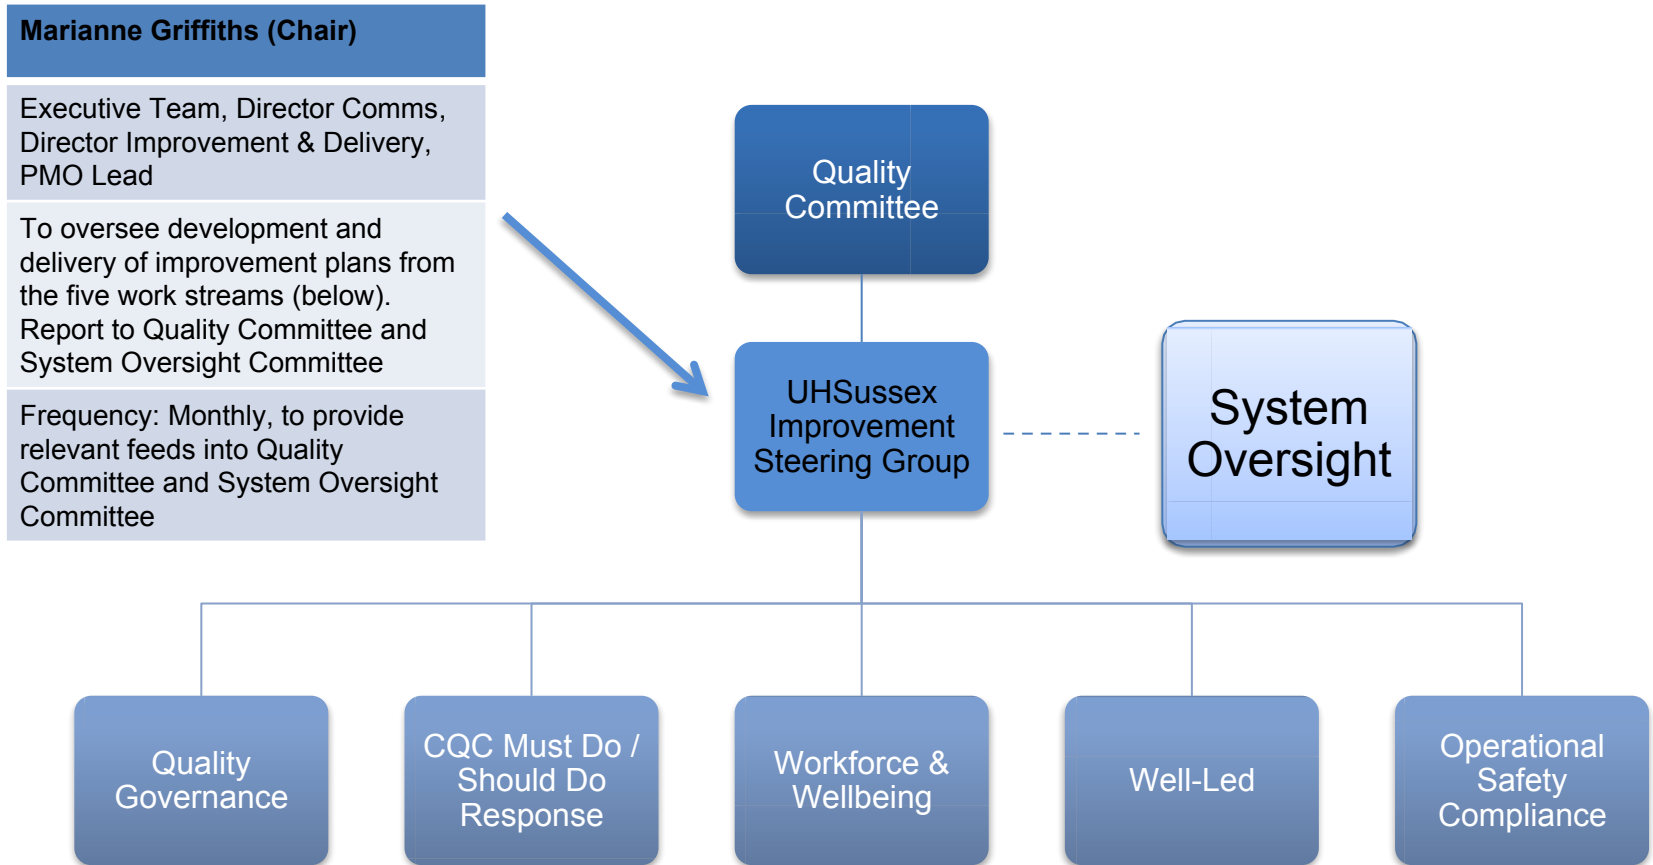 Marianne Griffiths (Chair)
Executive Team, Director Comms,
Director Improvement & Delivery,
PMO Lead
To oversee development and
delivery of improvement plans from
the five work streams (below).
Report to Quality Committee and
System Oversight Committee
Frequency: Monthly, to provide
relevant feeds into Quality
Committee and System Oversight
Committee
Quality
Committee
UHSussex
Improvement
Steering Group
System
Oversight
Quality
Governance
CQC Must Do /
Should Do
Response
Workforce &
Wellbeing
Well-Led
Operational
Safety
Compliance